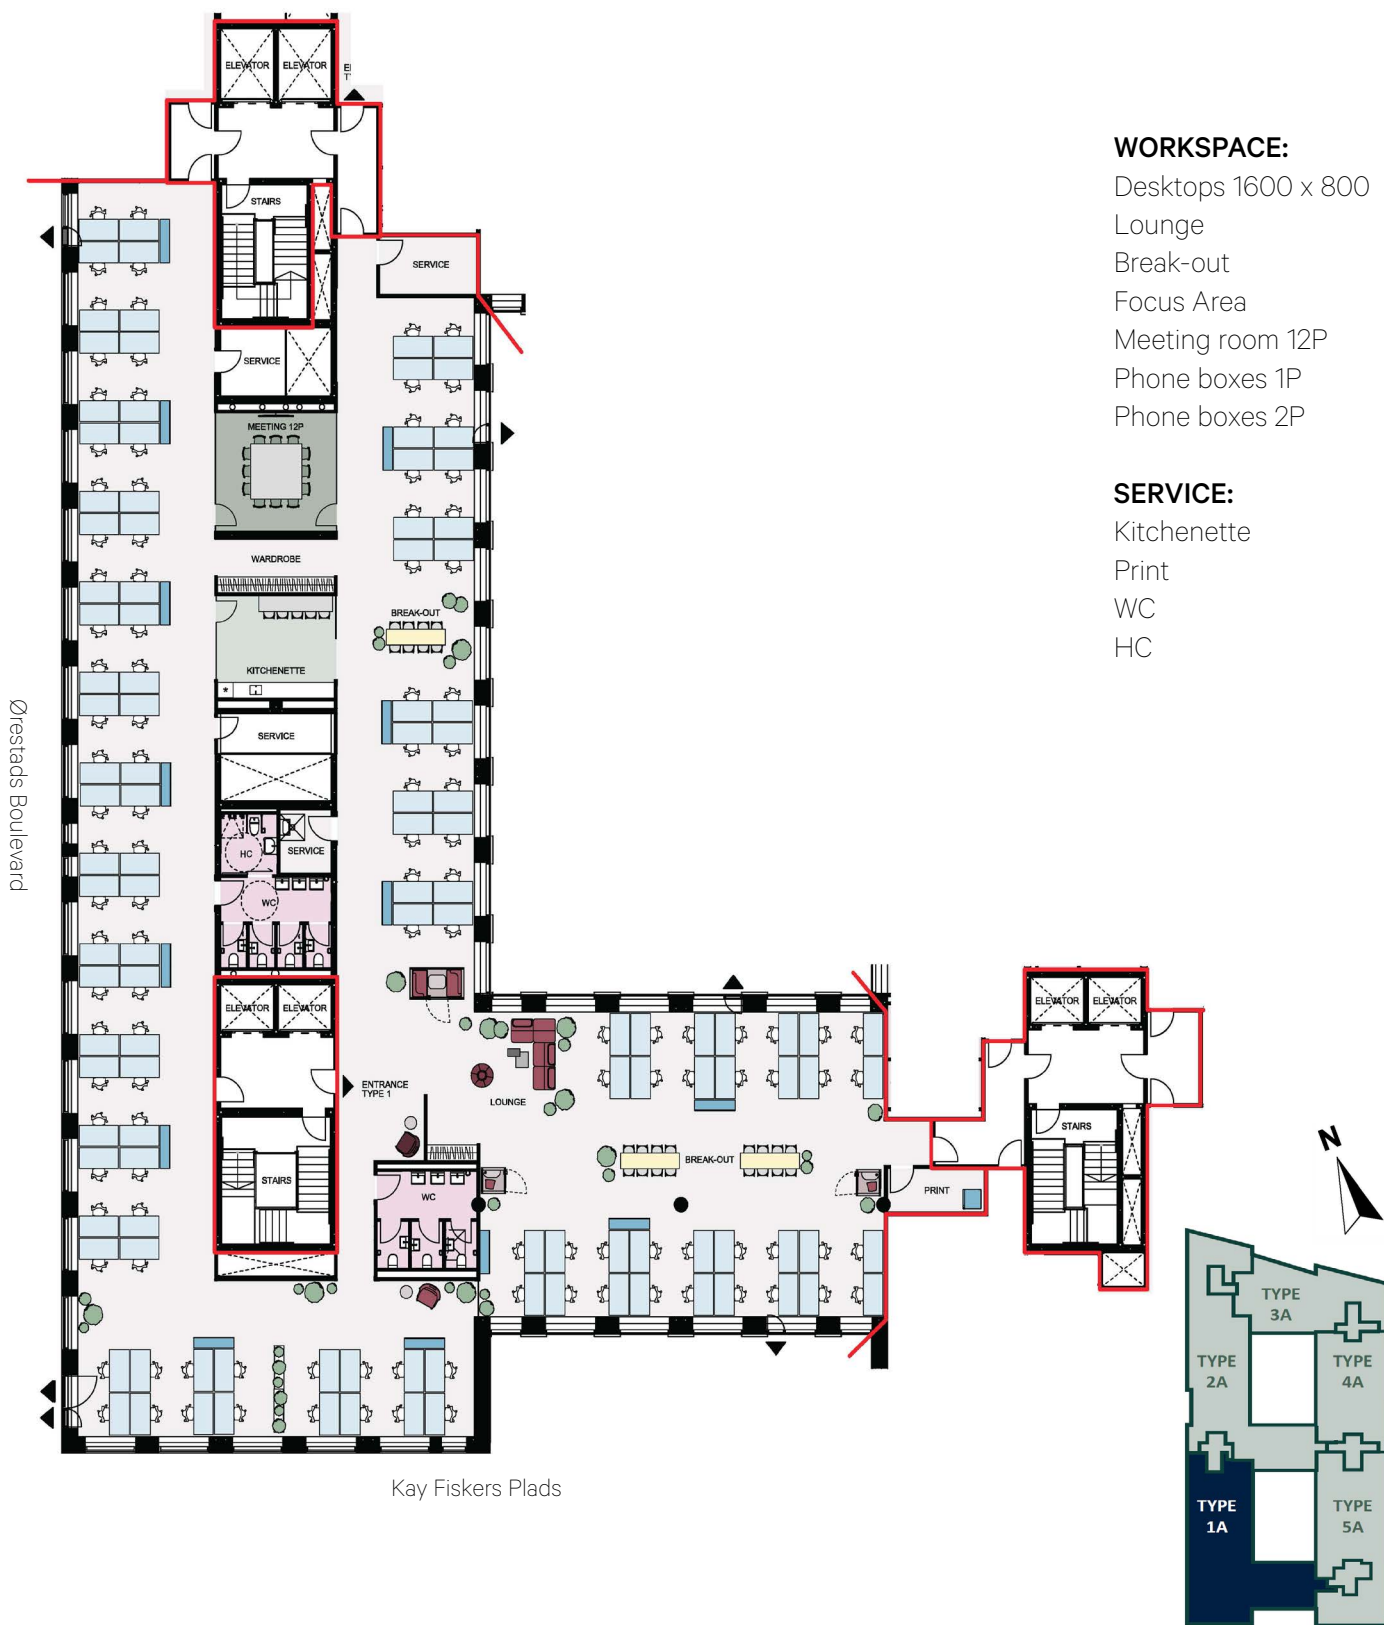 ELEVATOR
ELEVATOR
STAIRS
SERVICE
SERVICE
MEETING 12P
WARDROBE
BREAK-OUT
KITCHENETTE
*
SERVICE
HC
SERVICE
WC
ELEVATOR
ELEVATOR
ENTRANCE
TYPE 1
STAIRS
LOUNGE
WC
BREAK-OUT
PRINT
ELEVATOR
ELEVATOR
STAIRS
Ørestads Boulevard
Kay Fiskers Plads
WORKSPACE:
Desktops 1600 x 800
Lounge
Break-out
Focus Area
Meeting room 12P
Phone boxes 1P
Phone boxes 2P
SERVICE:
Kitchenette
Print
WC
HC
N
TYPE
3A
TYPE
2A
TYPE
4A
TYPE
1A
TYPE
5A